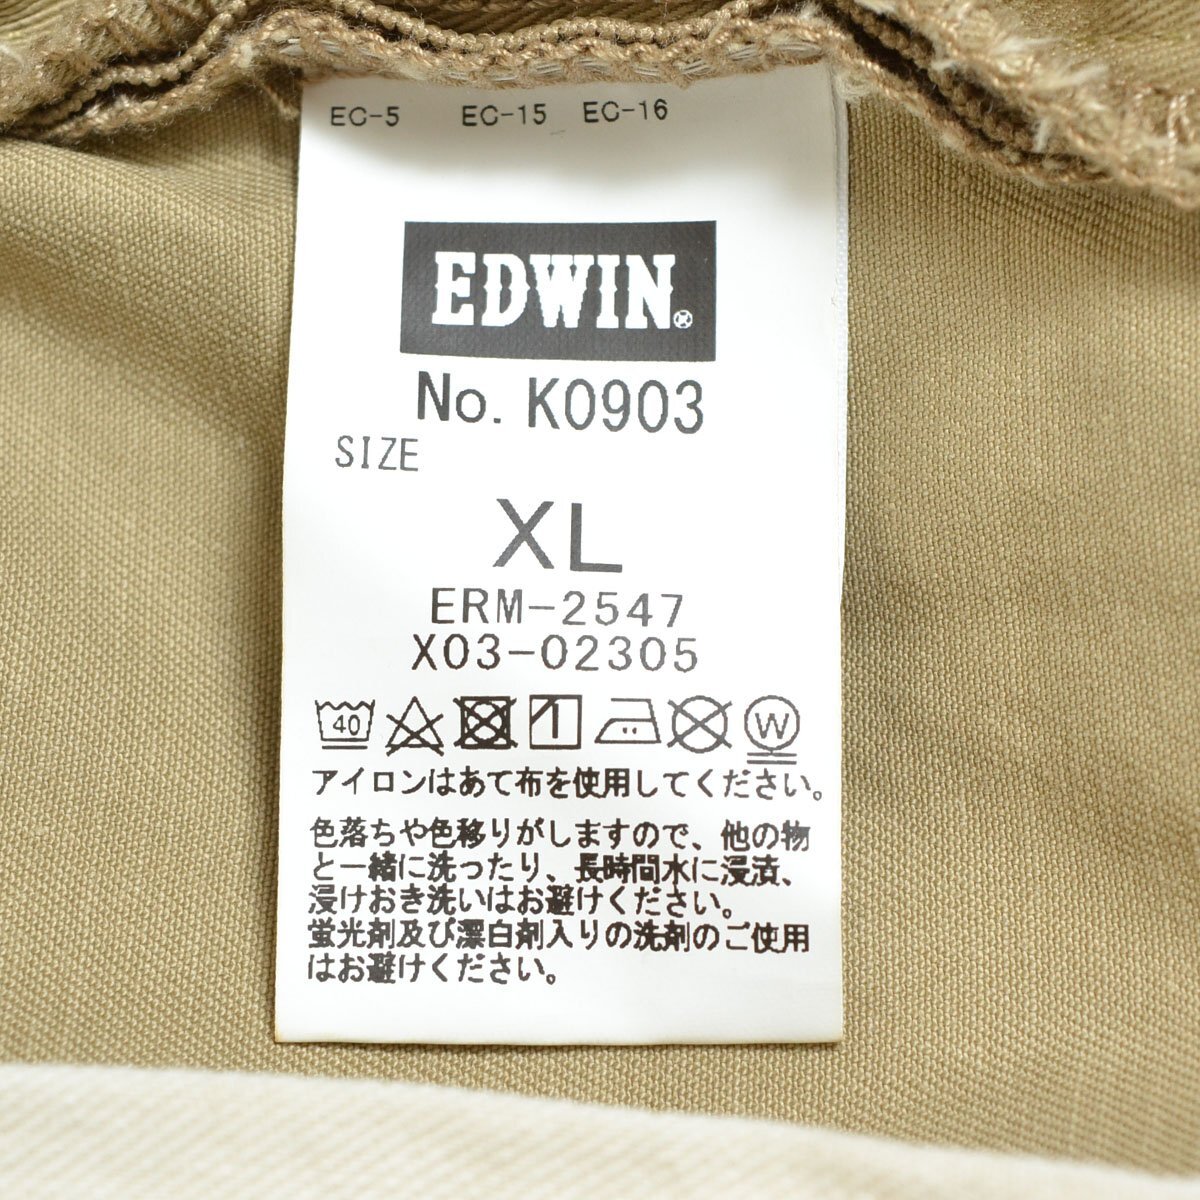 EC-5 EC-15 EC-16
EDWIN®
No. K0903
SIZE
XL
ERM-2547
X03-02305
40 W
アイロンはあて布を使用してください。
色落ちや色移りがしますので、他の物
と一緒に洗ったり、長時間水に浸漬、
浸けおき洗いはお避けください。
蛍光剤及び漂白剤入りの洗剤のご使用
はお避けください。